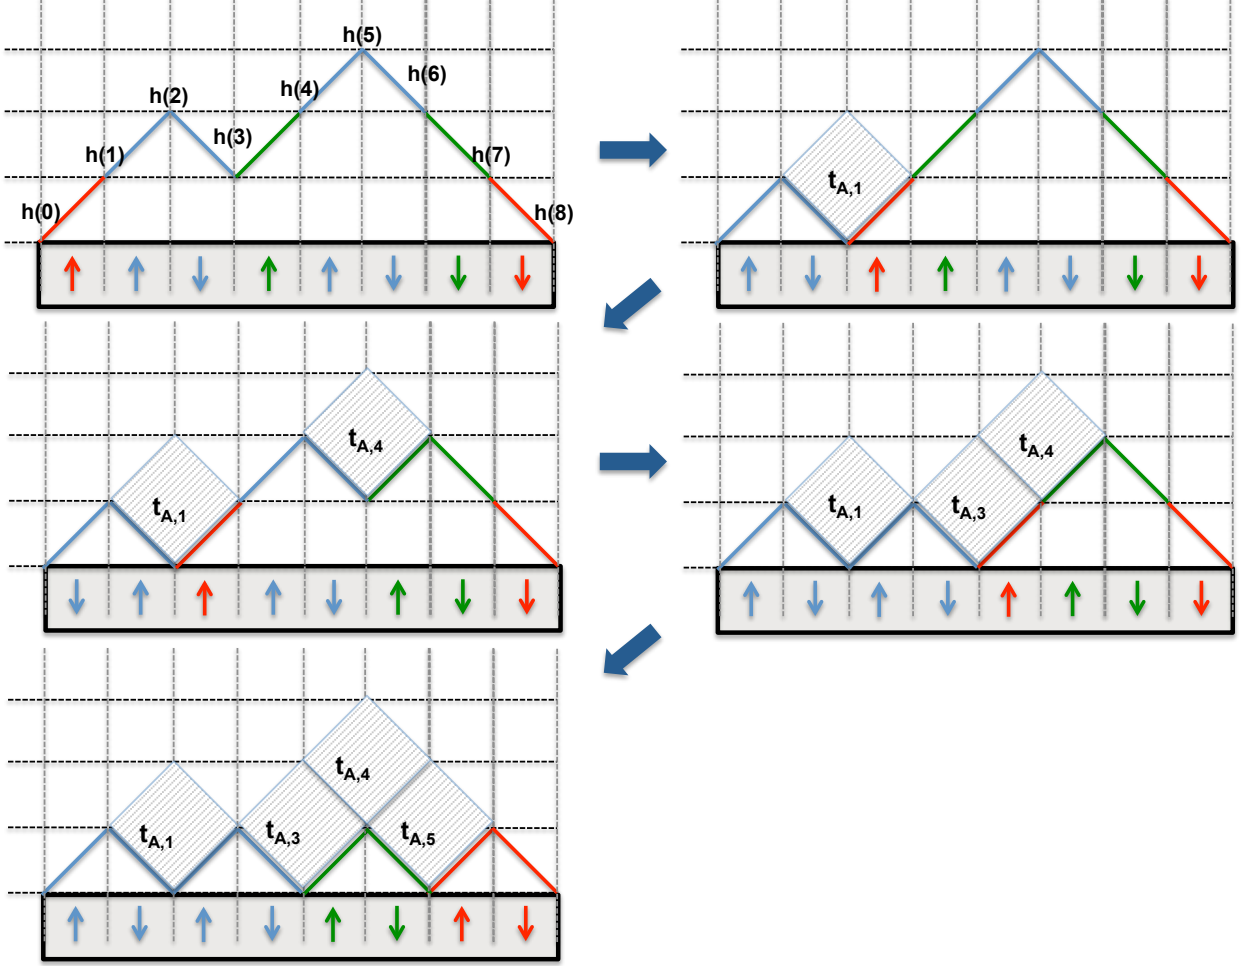 h(0)
h(1)
h(2)
h(3)
h(4)
h(5)
h(6)
h(7)
h(8)
tA,1
tA,1
tA,4
tA,1
tA,3
tA,4
tA,1
tA,3
tA,4
tA,5